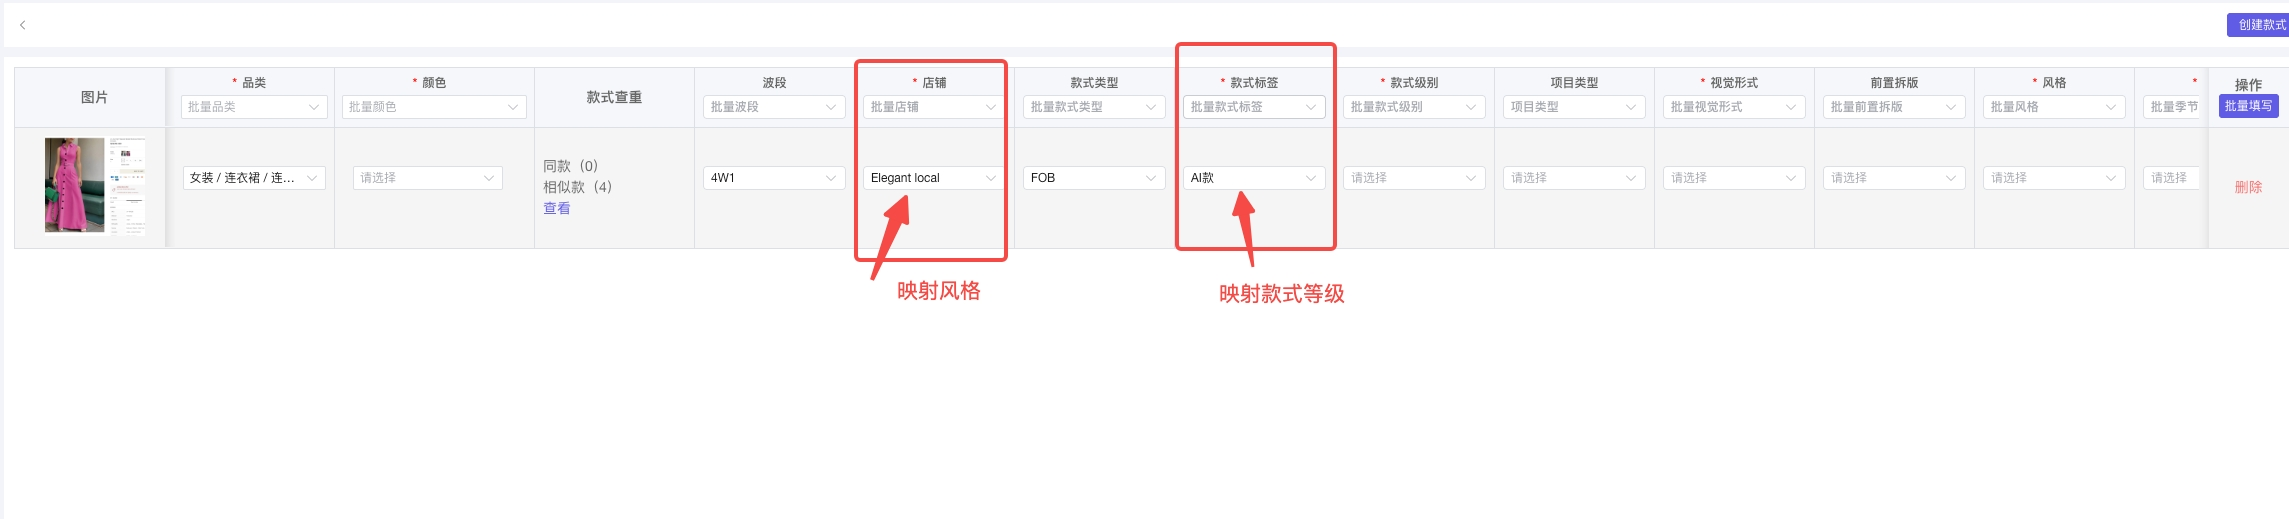 创建款式
图片
* 品类
批量品类
* 颜色
批量颜色
款式查重
波段
批量波段
* 店铺
批量店铺
款式类型
批量款式类型
* 款式标签
批量款式标签
* 款式级别
批量款式级别
项目类型
项目类型
* 视觉形式
批量视觉形式
前置拆版
批量前置拆版
* 风格
批量风格
*
批量季节
操作
批量填写
女装 / 连衣裙 / 连...
请选择
同款（0）
相似款（4）
查看
4W1
Elegant local
FOB
AI款
请选择
请选择
请选择
请选择
请选择
请选择
删除
映射风格
映射款式等级